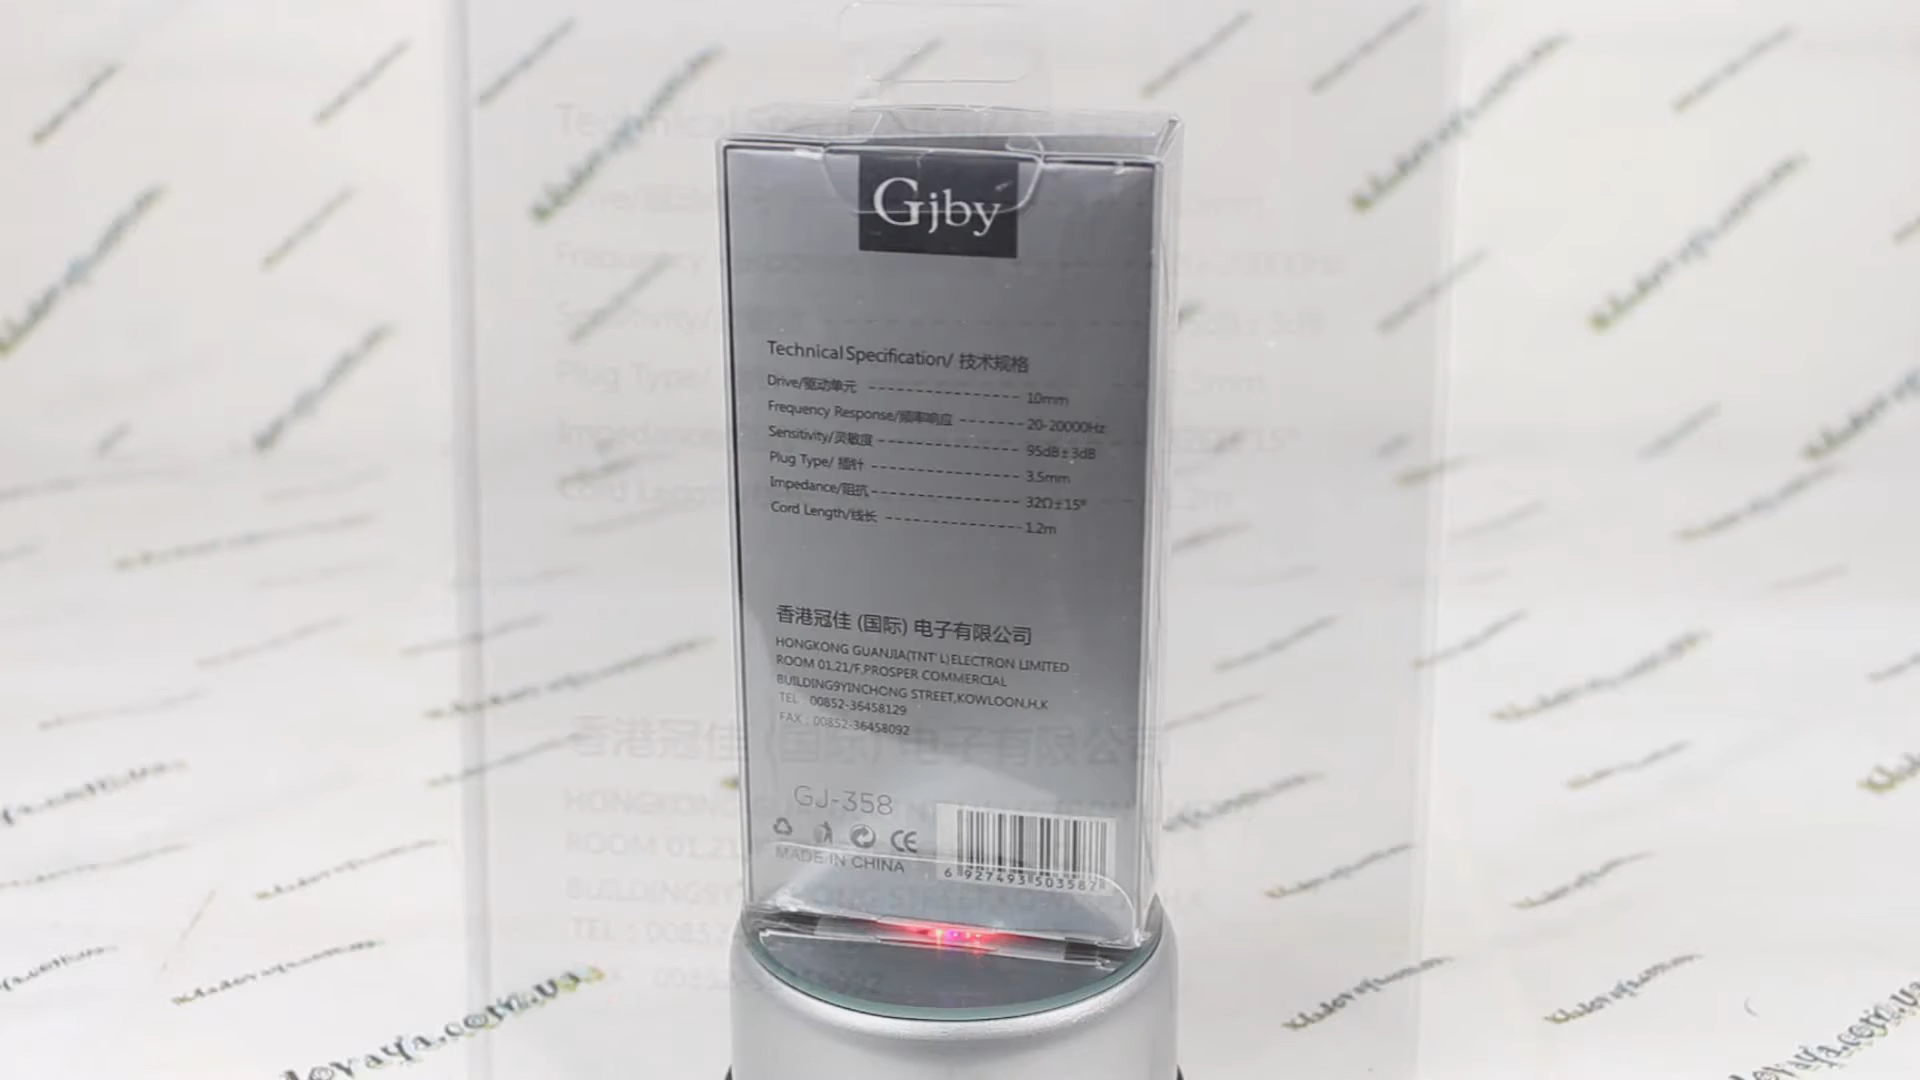 Gjby
Technical Specification/ 技术规格
Drive/驱动单元 ---------------- 10mm
Frequency Response/频率响应 ------- 20-20000Hz
Sensitivity/灵敏度 ---------------- 95dB±3dB
Plug Type/ 插针 ---------------- 3.5mm
Impedance/阻抗 ---------------- 32Ω±15°
Cord Length/线长 ---------------- 1.2m
香港冠佳 (国际) 电子有限公司
HONGKONG GUANJIA(TNT'L)ELECTRON LIMITED
ROOM 01.21/F,PROSPER COMMERCIAL
BUILDING9YINCHONG STREET,KOWLOON,H.K
TEL : 00852-36458129
FAX : 00852-36458092
GJ-358
CE
MADE IN CHINA
6 927493 503587